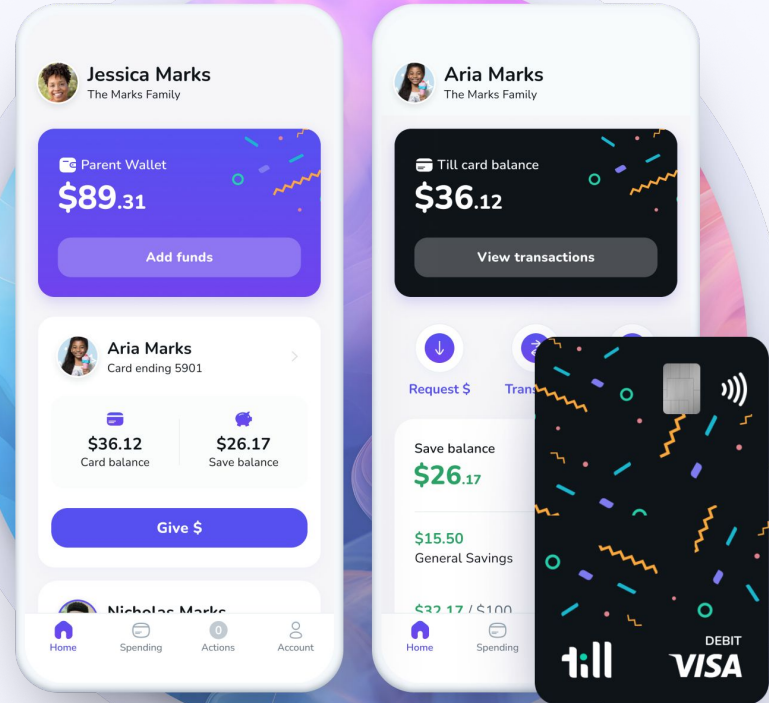 Jessica Marks
The Marks Family
Parent Wallet
$89.31
Add funds
Aria Marks
Card ending 5901
$36.12
Card balance
$26.17
Save balance
Give $
Nicholas Marks
Home
Spending
0
Actions
Account
Aria Marks
The Marks Family
Till card balance
$36.12
View transactions
Request $
Save balance
$26.17
$15.50
General Savings
$32.17 / $100
Home
Spending
till
DEBIT
VISA